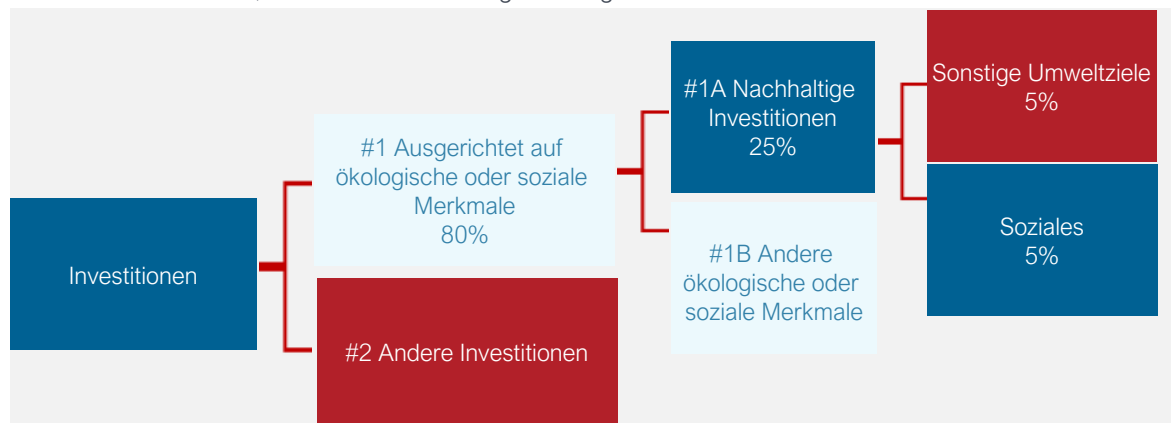 Investitionen
#1 Ausgerichtet auf
ökologische oder soziale
Merkmale
80%
#2 Andere Investitionen
#1A Nachhaltige
Investitionen
25%
#1B Andere
ökologische oder
soziale Merkmale
Sonstige Umweltziele
5%
Soziales
5%